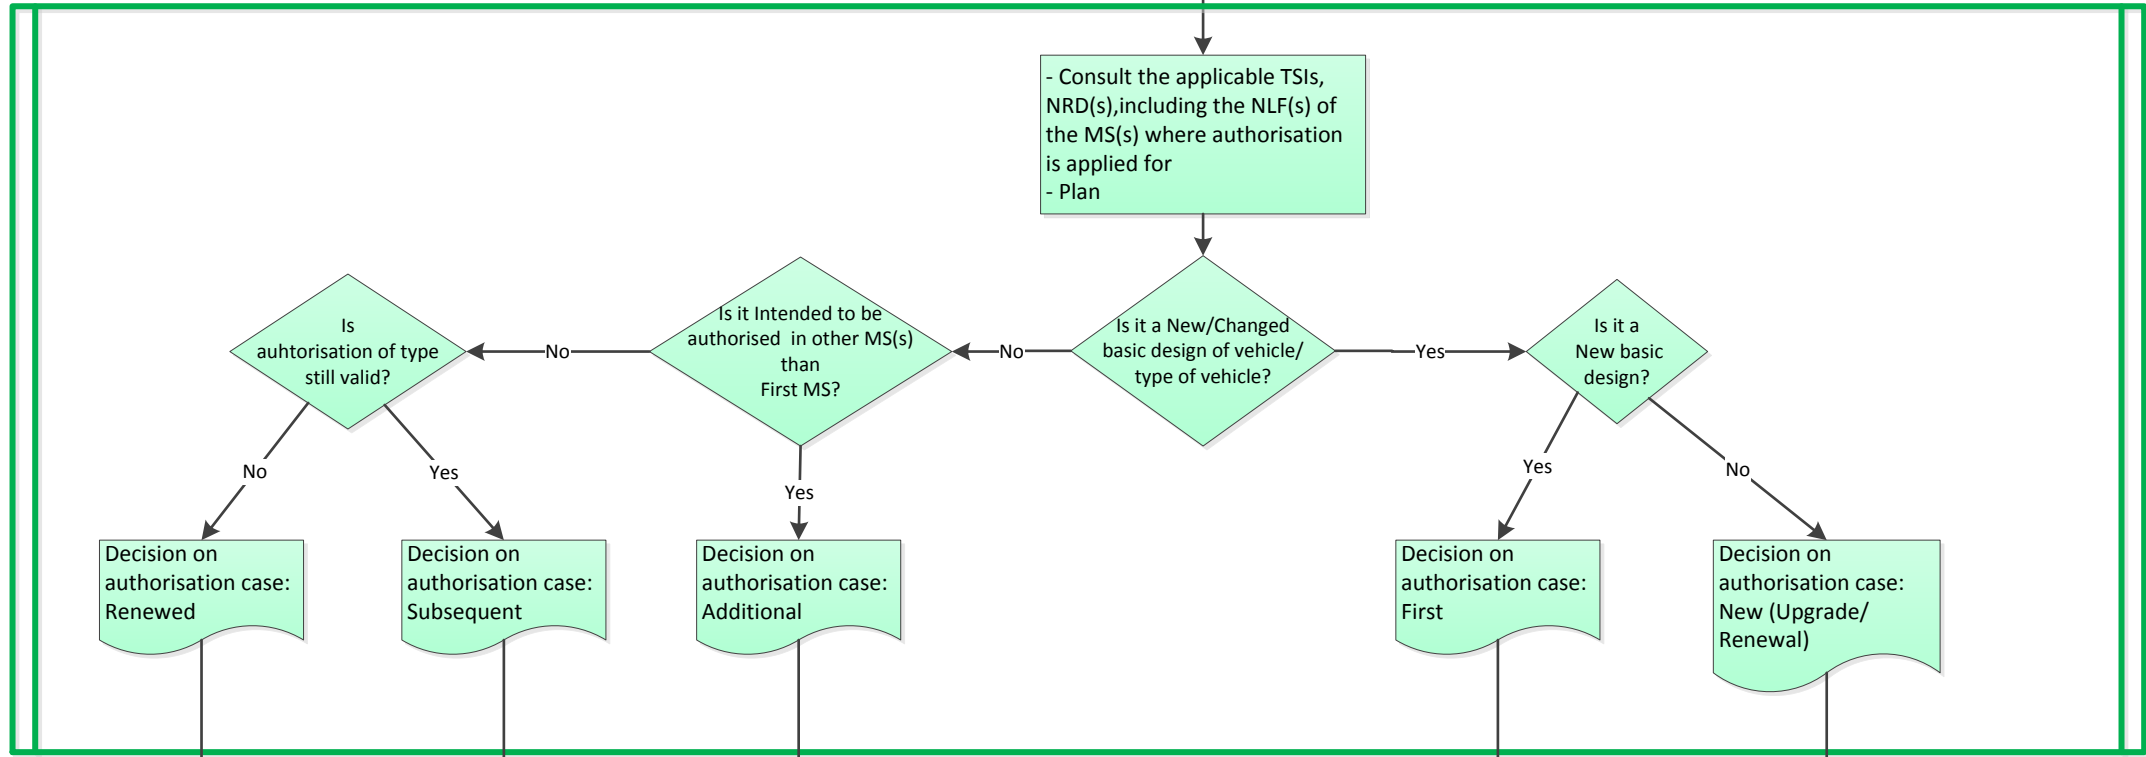 - Consult the applicable TSIs,
NRD(s),including the NLF(s) of
the MS(s) where authorisation
is applied for
- Plan
Is
auhtorisation of type
still valid?
No
Is it Intended to be
authorised in other MS(s)
than
First MS?
No
Is it a New/Changed
basic design of vehicle/
type of vehicle?
Yes
Is it a
New basic
design?
No
Yes
Yes
Yes
No
Decision on
authorisation case:
Renewed
Decision on
authorisation case:
Subsequent
Decision on
authorisation case:
Additional
Decision on
authorisation case:
First
Decision on
authorisation case:
New (Upgrade/
Renewal)